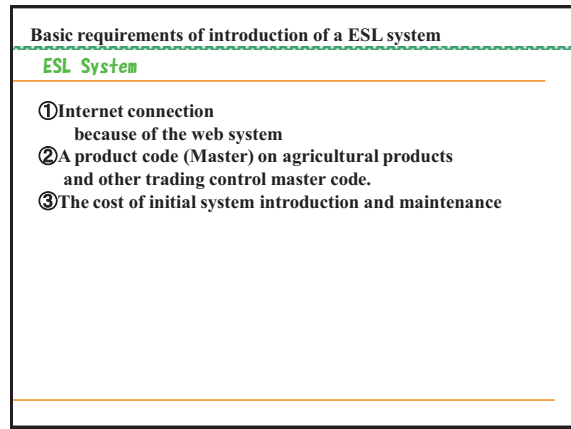 Basic requirements of introduction of a ESL system
ESL System
①Internet connection
because of the web system
②A product code (Master) on agricultural products
and other trading control master code.
③The cost of initial system introduction and maintenance